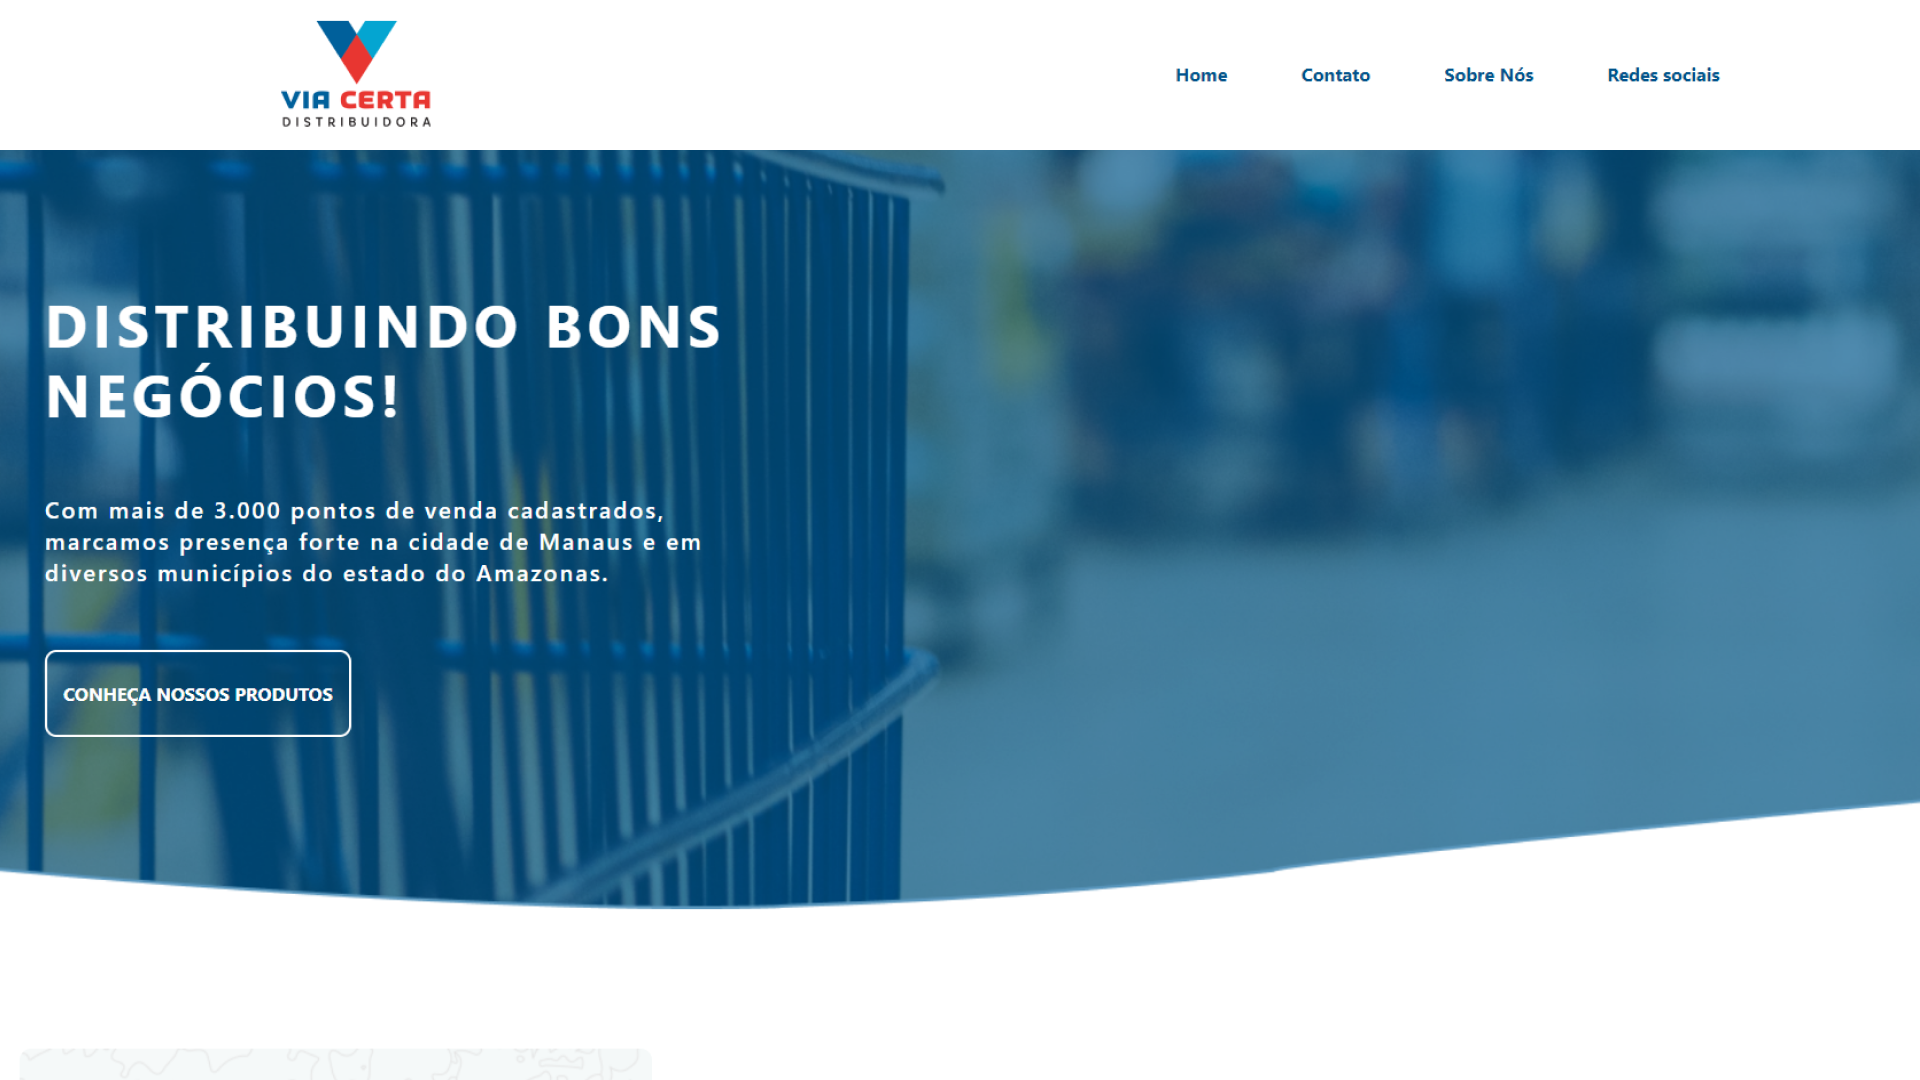 VIA CERTA
DISTRIBUIDORA
Home
Contato
Sobre Nós
Redes sociais
DISTRIBUINDO BONS
NEGÓCIOS!
Com mais de 3.000 pontos de venda cadastrados,
marcamos presença forte na cidade de Manaus e em
diversos municípios do estado do Amazonas.
CONHEÇA NOSSOS PRODUTOS